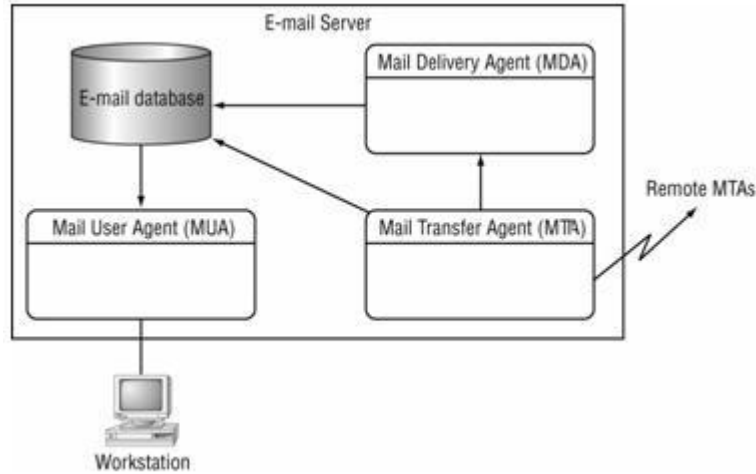 E-mail Server
Mail Delivery Agent (MDA)
E-mail database
Remote MTAs
Mail User Agent (MUA)
Mail Transfer Agent (MTA)
Workstation